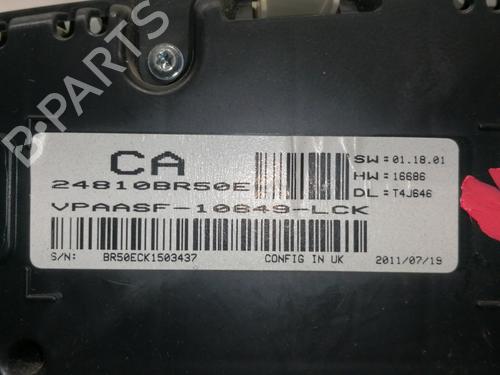 B-PARTS
CA
24810BR50E
VPAASF-10849-LCK
SW:01.18.01
HW:16686
DL:T4J646
S/N: BR50ECK1503437 CONFIG IN UK 2011/07/19